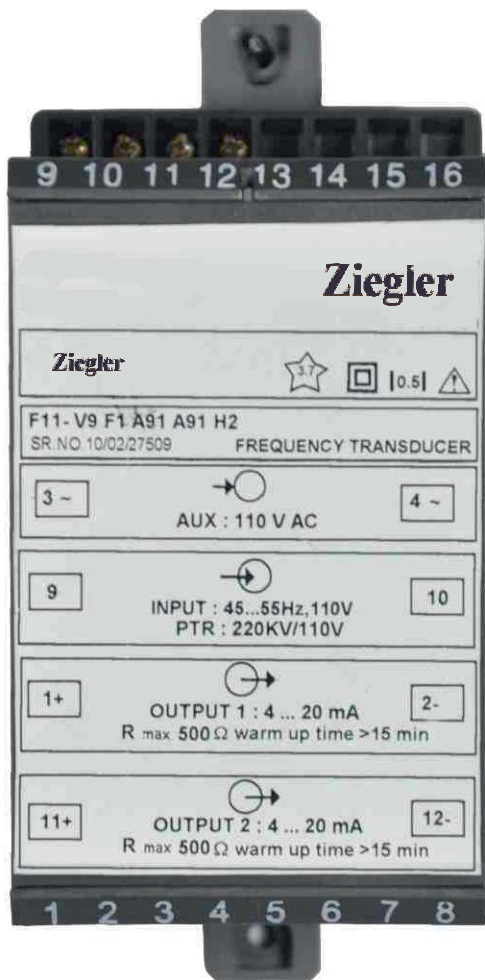 9 10 11 12 13 14 15 16
Ziegler
Ziegler
3.7 |0.5| !
F11- V9 F1 A91 A91 H2
SR.NO 10/02/27509 FREQUENCY TRANSDUCER
3 ~ 4 ~
AUX : 110 V AC
9 10
INPUT : 45...55Hz,110V
PTR : 220KV/110V
1+ 2-
OUTPUT 1 : 4 ... 20 mA
R max 500 Ω warm up time >15 min
11+ 12-
OUTPUT 2 : 4 ... 20 mA
R max 500 Ω warm up time >15 min
1 2 3 4 5 6 7 8